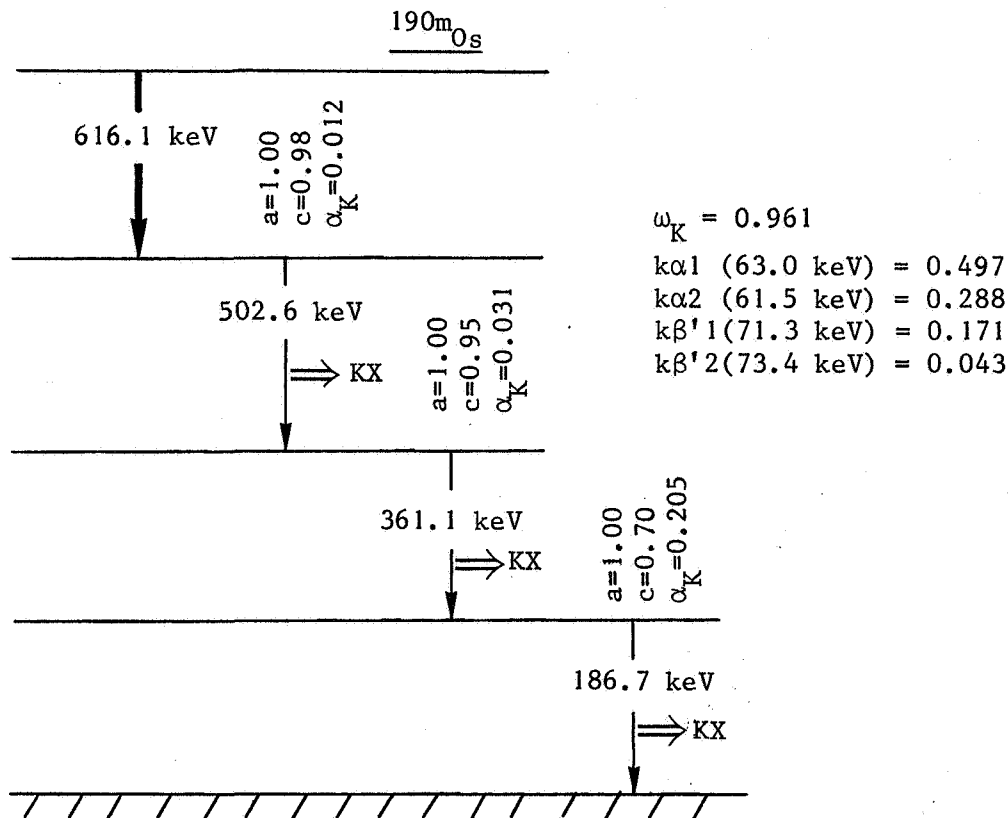 190m
Os
616.1 keV
a=1.00
c=0.98
αK=0.012
ωK = 0.961
kα1 (63.0 keV) = 0.497
kα2 (61.5 keV) = 0.288
kβ'1(71.3 keV) = 0.171
kβ'2(73.4 keV) = 0.043
502.6 keV
KX
a=1.00
c=0.95
αK=0.031
361.1 keV
KX
a=1.00
c=0.70
αK=0.205
186.7 keV
KX